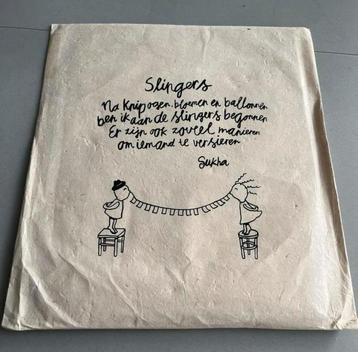 Slingers
Na knipogen, bloemen en ballonnen
ben ik aan de slingers begonnen
Er zijn ook zoveel manieren
om iemand te versieren
Sukha